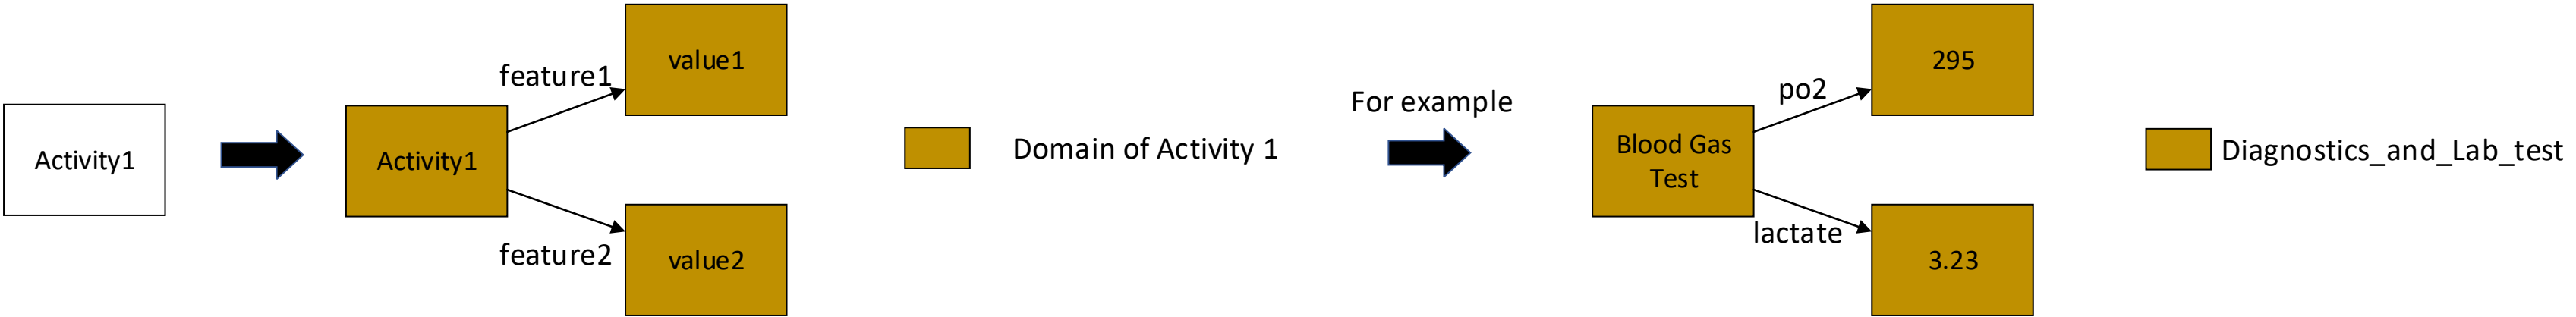 Activity1
Activity1
feature1
value1
feature2
value2
Domain of Activity 1
For example
Blood Gas
Test
po2
295
lactate
3.23
Diagnostics_and_Lab_test